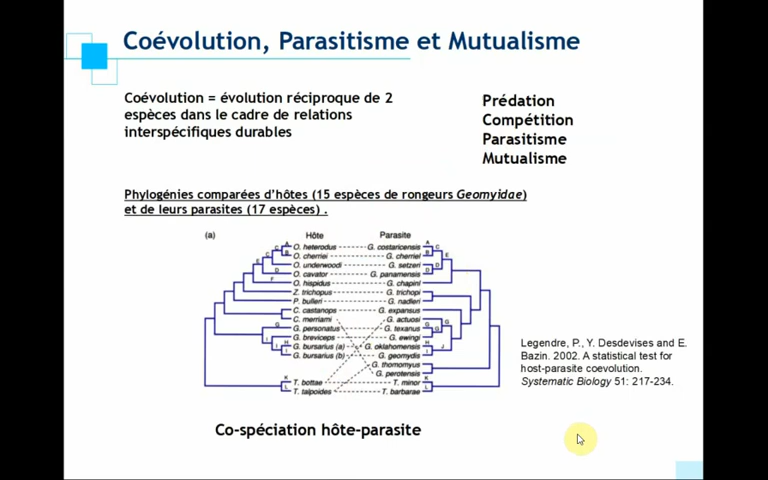 Coévolution, Parasitisme et Mutualisme
Coévolution = évolution réciproque de 2
espèces dans le cadre de relations
interspécifiques durables
Prédation
Compétition
Parasitisme
Mutualisme
Phylogénies comparées d'hôtes (15 espèces de rongeurs Geomyidae)
et de leurs parasites (17 espèces) .
(a)
Hôte
Parasite
O. heterodus
G. costaricensis
O. cherriei
G. cherriei
O. underwoodi
G. setzeri
O. cavator
G. panamensis
O. hispidus
G. chapini
Z. trichopus
G. trichopi
P. bulleri
G. nadleri
C. castanops
G. expansus
C. merriami
G. actuosi
G. personatus
G. texanus
G. breviceps
G. ewingi
G. bursarius (a)
G. oklahomensis
G. bursarius (b)
G. geomydis
G. thomomyus
G. perotensis
T. bottae
T. minor
T. talpoides
T. barbarae
Legendre, P., Y. Desdevises and E.
Bazin. 2002. A statistical test for
host-parasite coevolution.
Systematic Biology 51: 217-234.
Co-spéciation hôte-parasite